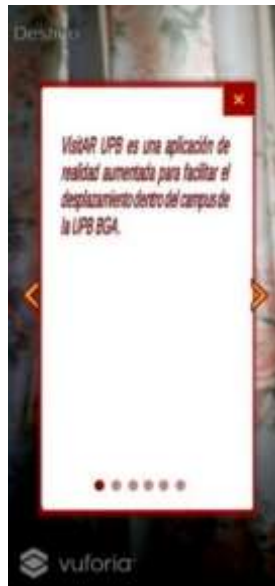 Destino
×
VisitAR UPB es una aplicación de
realidad aumentada para facilitar el
desplazamiento dentro del campus de
la UPB BGA.
vuforia™